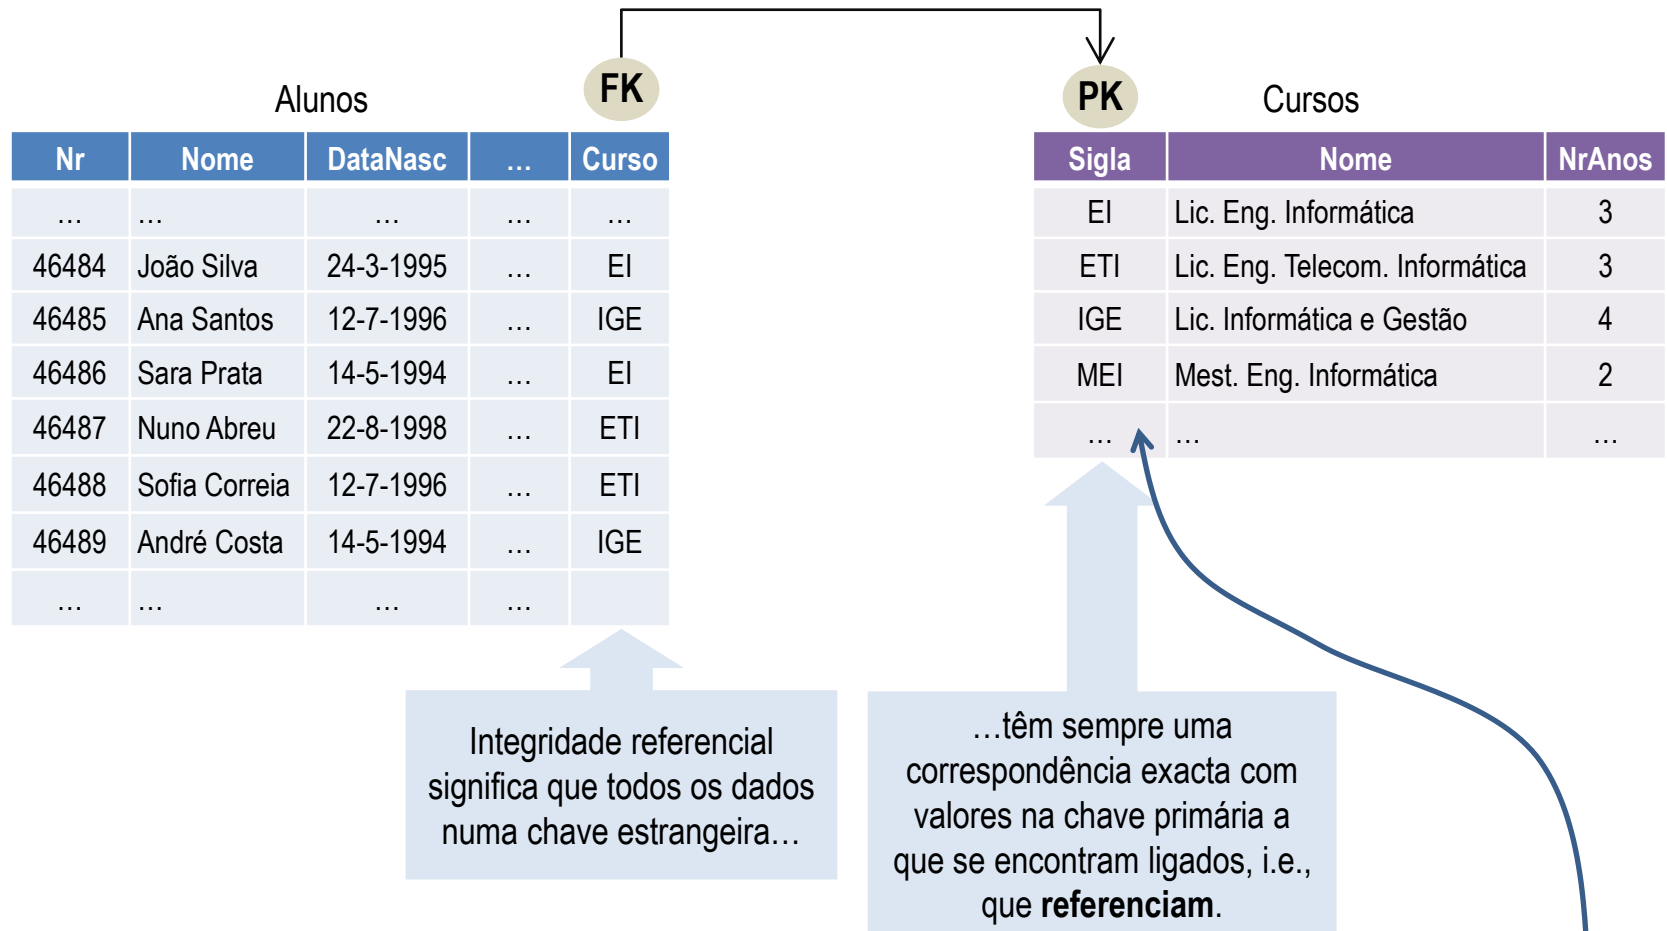 Alunos
FK
Nr Nome DataNasc … Curso
… … … … …
46484 João Silva 24-3-1995 … EI
46485 Ana Santos 12-7-1996 … IGE
46486 Sara Prata 14-5-1994 … EI
46487 Nuno Abreu 22-8-1998 … ETI
46488 Sofia Correia 12-7-1996 … ETI
46489 André Costa 14-5-1994 … IGE
… … … …
PK
Cursos
Sigla Nome NrAnos
EI Lic. Eng. Informática 3
ETI Lic. Eng. Telecom. Informática 3
IGE Lic. Informática e Gestão 4
MEI Mest. Eng. Informática 2
… … …
Integridade referencial
significa que todos os dados
numa chave estrangeira…
…têm sempre uma
correspondência exacta com
valores na chave primária a
que se encontram ligados, i.e.,
que referenciam.